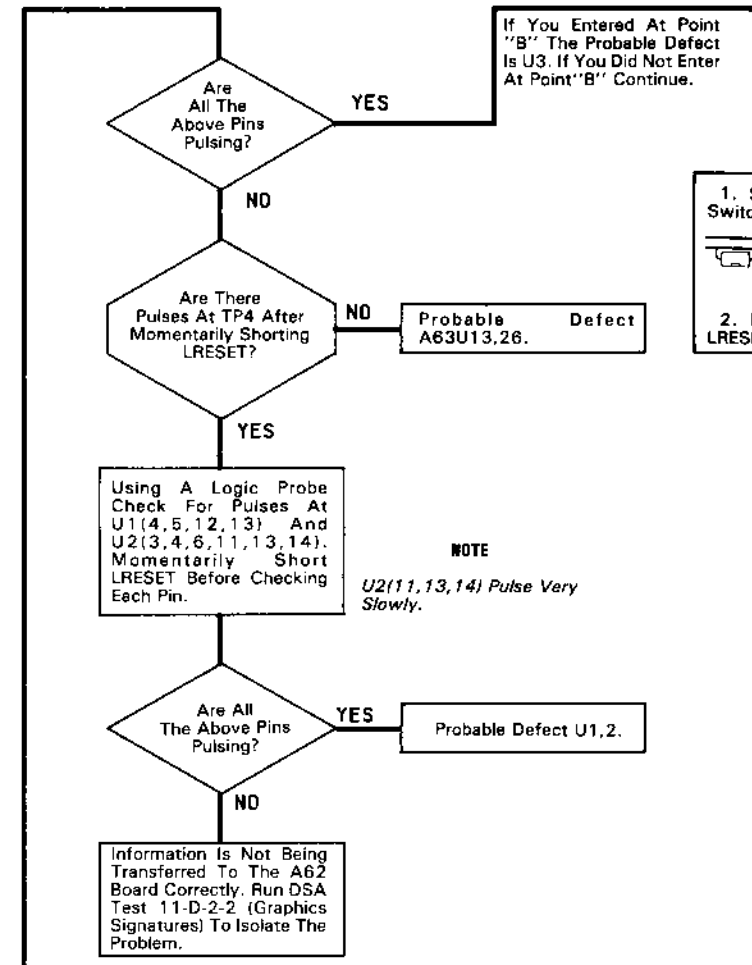 If You Entered At Point
"B" The Probable Defect
Is U3. If You Did Not Enter
At Point"B" Continue.
Are
All The
Above Pins
Pulsing?
YES
NO
1. S
Switc
2. 
LRES
Are There
Pulses At TP4 After
Momentarily Shorting
LRESET?
NO
Probable Defect
A63U13,26.
YES
Using A Logic Probe
Check For Pulses At
U1(4,5,12,13) And
U2(3,4,6,11,13,14).
Momentarily Short
LRESET Before Checking
Each Pin.
NOTE
U2(11,13,14) Pulse Very
Slowly.
Are All
The Above Pins
Pulsing?
YES
Probable Defect U1,2.
NO
Information Is Not Being
Transferred To The A62
Board Correctly. Run DSA
Test 11-D-2-2 (Graphics
Signatures) To Isolate The
Problem.